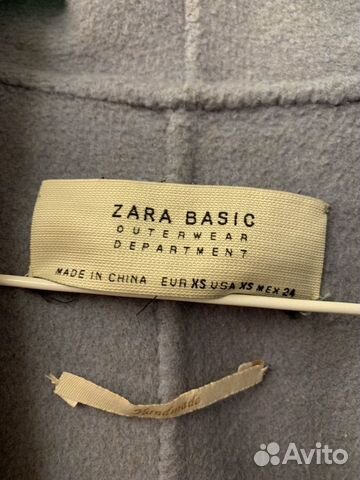 ZARA BASIC
OUTERWEAR
DEPARTMENT
MADE IN CHINA EUR XS USA XS MEX 24
Handmade
Avito